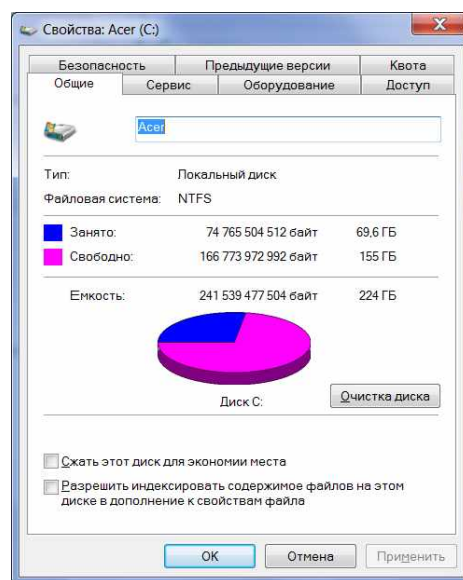 Свойства: Acer (C:)
Безопасность Предыдущие версии Квота
Общие Сервис Оборудование Доступ
Acer
Тип: Локальный диск
Файловая система: NTFS
Занято: 74 765 504 512 байт 69,6 ГБ
Свободно: 166 773 972 992 байт 155 ГБ
Емкость: 241 539 477 504 байт 224 ГБ
Диск C: Очистка диска
Сжать этот диск для экономии места
Разрешить индексировать содержимое файлов на этом
диске в дополнение к свойствам файла
OK Отмена Применить